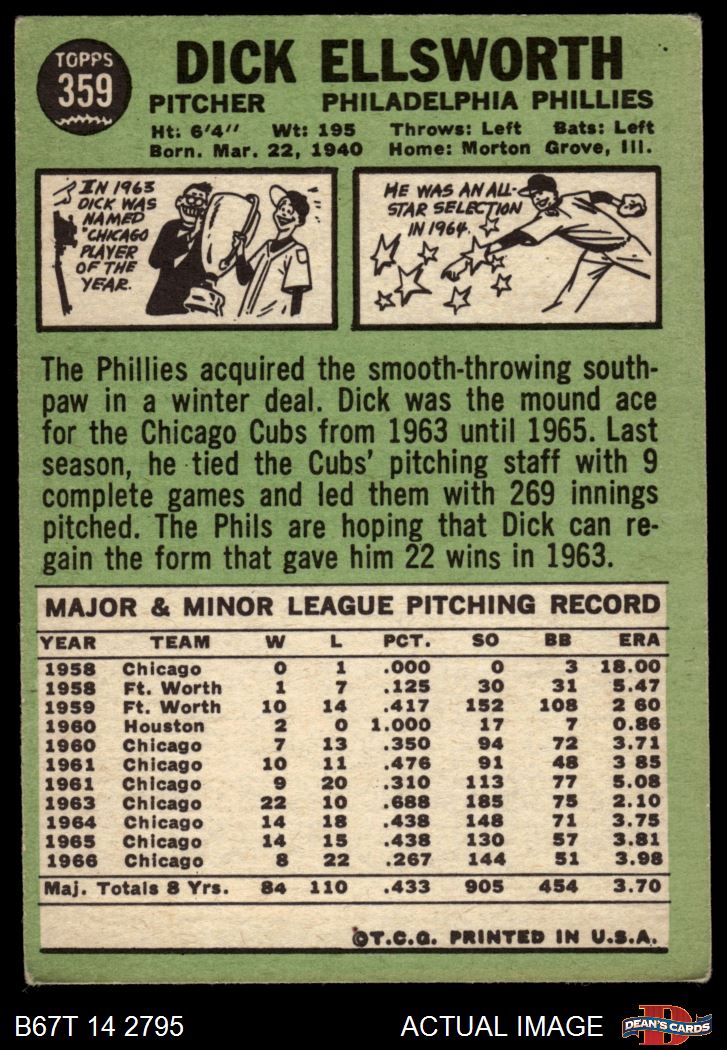 TOPPS
359
DICK ELLSWORTH
PITCHER PHILADELPHIA PHILLIES
Ht: 6'4" Wt: 195 Throws: Left Bats: Left
Born. Mar. 22, 1940 Home: Morton Grove, Ill.
IN 1963
DICK WAS
NAMED
"CHICAGO
PLAYER
OF THE
YEAR.
HE WAS AN ALL-
STAR SELECTION
IN 1964.
The Phillies acquired the smooth-throwing south-
paw in a winter deal. Dick was the mound ace
for the Chicago Cubs from 1963 until 1965. Last
season, he tied the Cubs' pitching staff with 9
complete games and led them with 269 innings
pitched. The Phils are hoping that Dick can re-
gain the form that gave him 22 wins in 1963.
MAJOR & MINOR LEAGUE PITCHING RECORD
YEAR TEAM W L PCT. SO BB ERA
1958 Chicago 0 1 .000 0 3 18.00
1958 Ft. Worth 1 7 .125 30 31 5.47
1959 Ft. Worth 10 14 .417 152 108 2 60
1960 Houston 2 0 1.000 17 7 0.86
1960 Chicago 7 13 .350 94 72 3.71
1961 Chicago 10 11 .476 91 48 3 85
1961 Chicago 9 20 .310 113 77 5.08
1963 Chicago 22 10 .688 185 75 2.10
1964 Chicago 14 18 .438 148 71 3.75
1965 Chicago 14 15 .438 130 57 3.81
1966 Chicago 8 22 .267 144 51 3.98
Maj. Totals 8 Yrs. 84 110 .433 905 454 3.70
©T.C.G. PRINTED IN U.S.A.
B67T 14 2795 ACTUAL IMAGE
D
DEAN'S CARDS